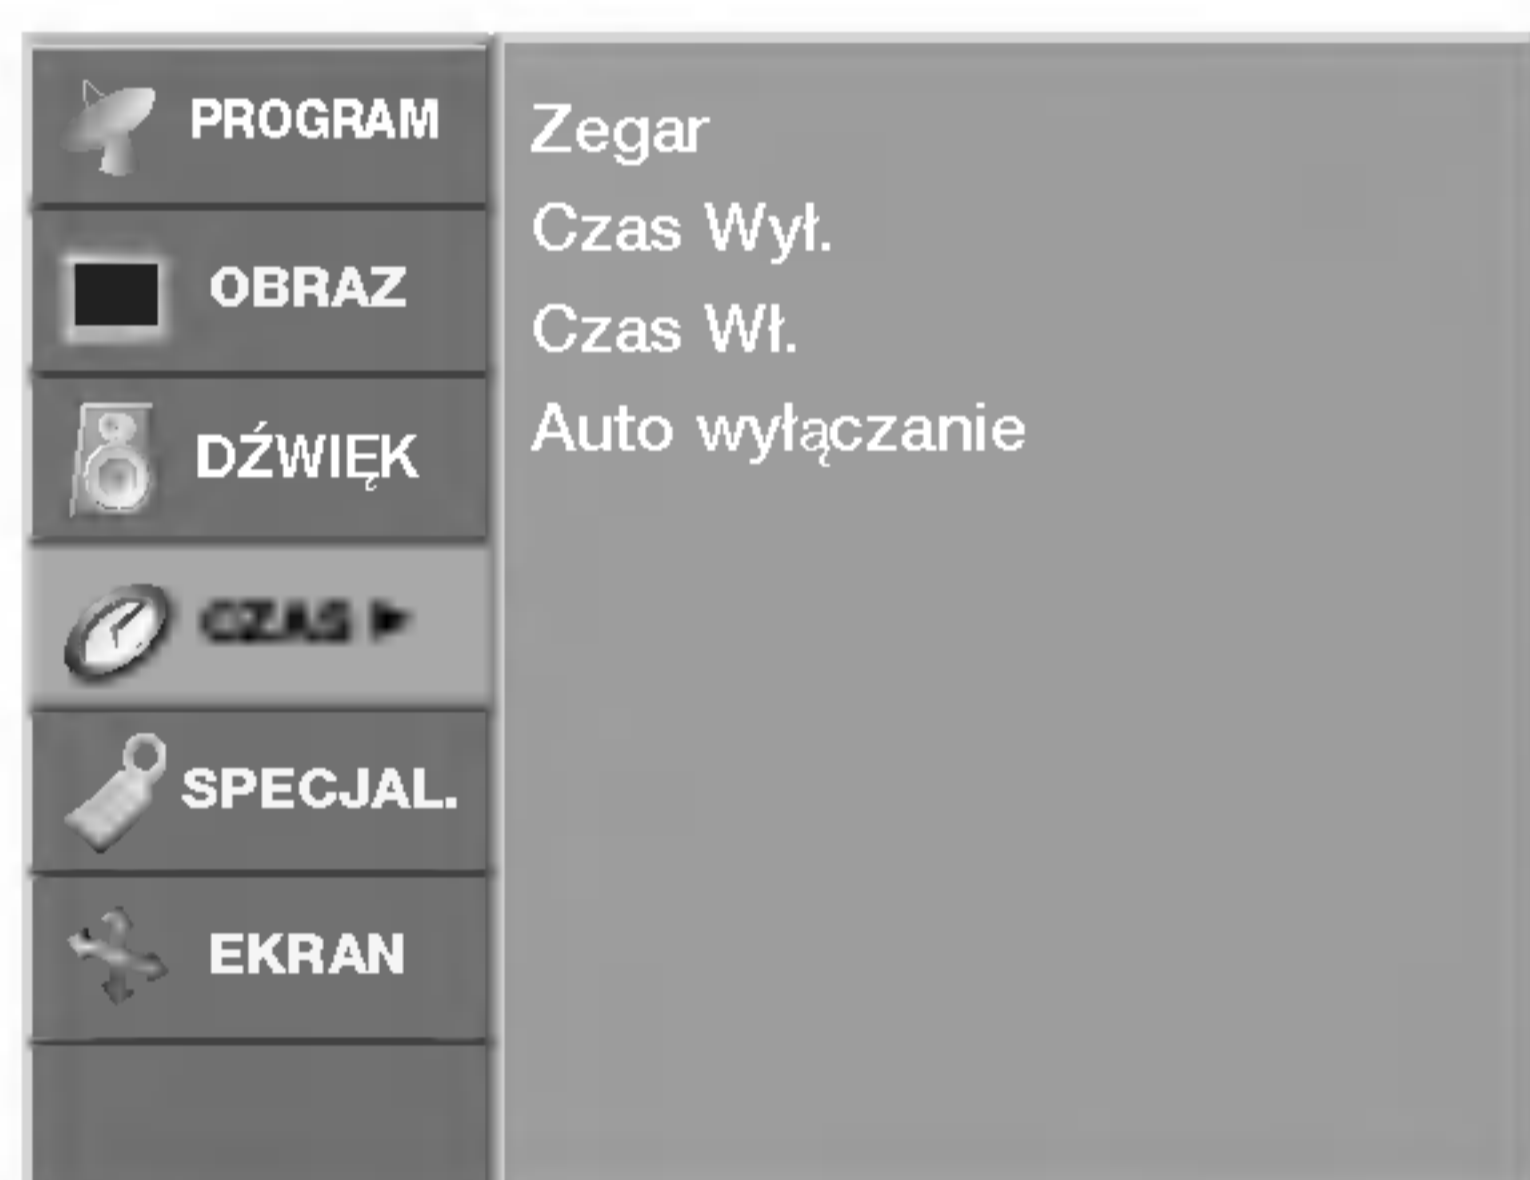 PROGRAM
OBRAZ
DŹWIĘK
CZAS ►
SPECJAL.
EKRAN
Zegar
Czas Wył.
Czas Wł.
Auto wyłączanie